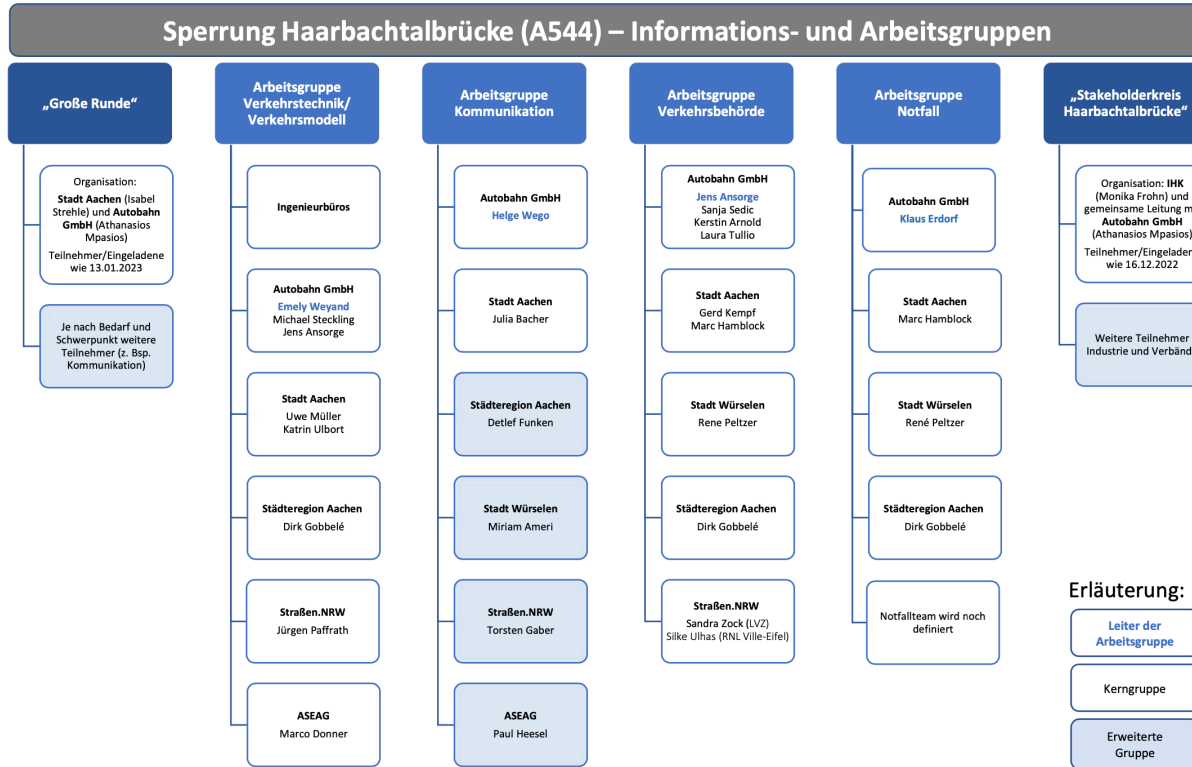 Sperrung Haarbachtalbrücke (A544) – Informations- und Arbeitsgruppen
„Große Runde“
Organisation:
Stadt Aachen (Isabel
Strehle) und Autobahn
GmbH (Athanasios
Mpasios)
Teilnehmer/Eingeladene
wie 13.01.2023
Je nach Bedarf und
Schwerpunkt weitere
Teilnehmer (z. Bsp.
Kommunikation)
Arbeitsgruppe
Verkehrstechnik/
Verkehrsmodell
Ingenieurbüros
Autobahn GmbH
Emely Weyand
Michael Steckling
Jens Ansorge
Stadt Aachen
Uwe Müller
Katrin Ulbort
Städteregion Aachen
Dirk Gobbelé
Straßen.NRW
Jürgen Paffrath
ASEAG
Marco Donner
Arbeitsgruppe
Kommunikation
Autobahn GmbH
Helge Wego
Stadt Aachen
Julia Bacher
Städteregion Aachen
Detlef Funken
Stadt Würselen
Miriam Ameri
Straßen.NRW
Torsten Gaber
ASEAG
Paul Heesel
Arbeitsgruppe
Verkehrsbehörde
Autobahn GmbH
Jens Ansorge
Sanja Sedic
Kerstin Arnold
Laura Tullio
Stadt Aachen
Gerd Kempf
Marc Hamblock
Stadt Würselen
Rene Peltzer
Städteregion Aachen
Dirk Gobbelé
Straßen.NRW
Sandra Zock (LVZ)
Silke Ulhas (RNL Ville-Eifel)
Arbeitsgruppe
Notfall
Autobahn GmbH
Klaus Erdorf
Stadt Aachen
Marc Hamblock
Stadt Würselen
René Peltzer
Städteregion Aachen
Dirk Gobbelé
Notfallteam wird noch
definiert
„Stakeholderkreis
Haarbachtalbrücke“
Organisation: IHK
(Monika Frohn) und
gemeinsame Leitung m
Autobahn GmbH
(Athanasios Mpasios)
Teilnehmer/Eingeladen
wie 16.12.2022
Weitere Teilnehmer
Industrie und Verbänd
Erläuterung:
Leiter der
Arbeitsgruppe
Kerngruppe
Erweiterte
Gruppe